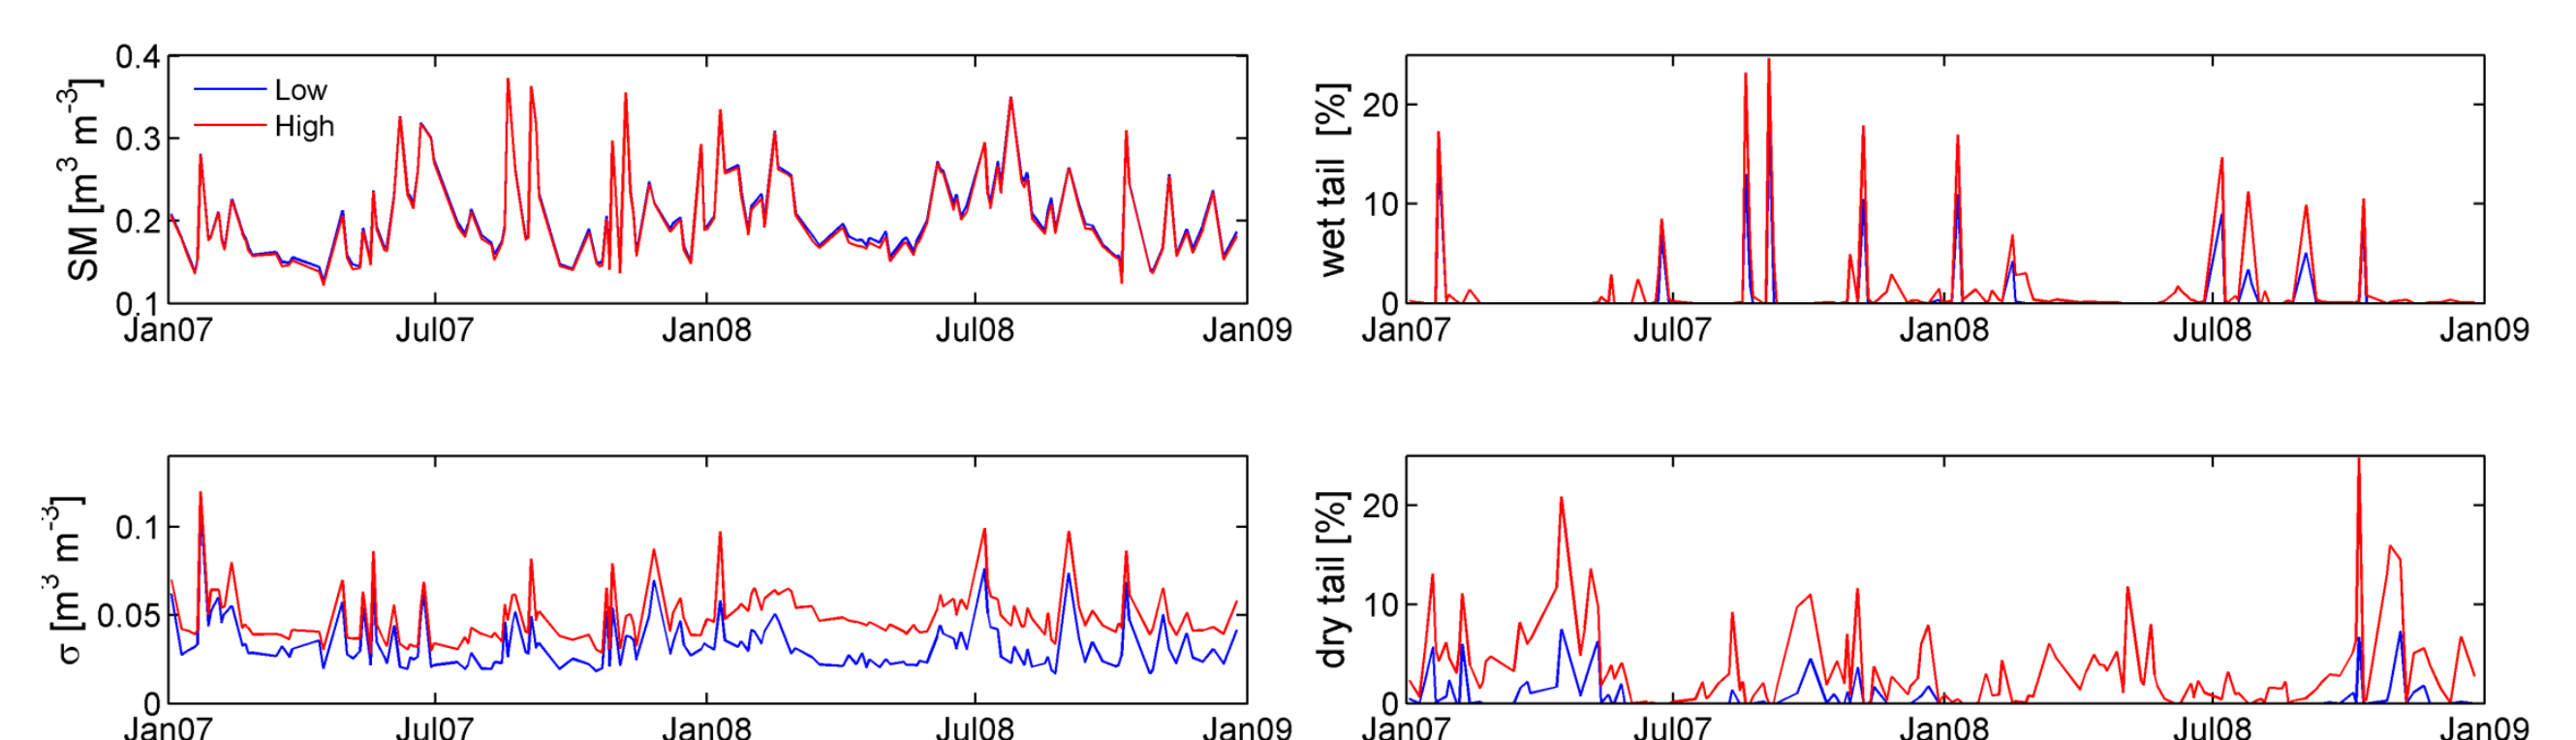 SM [m³ m⁻³]
0.4
0.3
0.2
0.1
Low
High
Jan07 Jul07 Jan08 Jul08 Jan09
wet tail [%]
20
10
0
Jan07 Jul07 Jan08 Jul08 Jan09
σ [m³ m⁻³]
0.1
0.05
0
Jan07 Jul07 Jan08 Jul08 Jan09
dry tail [%]
20
10
0
Jan07 Jul07 Jan08 Jul08 Jan09